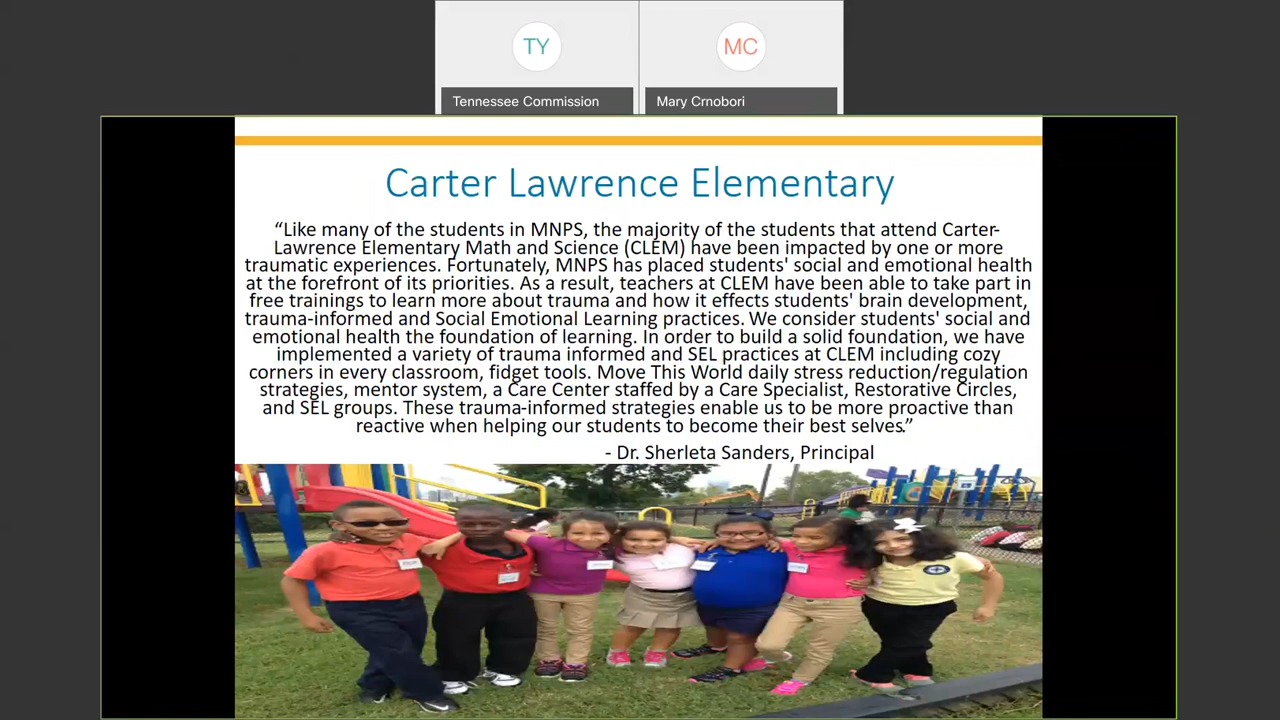 TY
MC
Tennessee Commission
Mary Crnobori
Carter Lawrence Elementary
“Like many of the students in MNPS, the majority of the students that attend Carter-
Lawrence Elementary Math and Science (CLEM) have been impacted by one or more
traumatic experiences. Fortunately, MNPS has placed students' social and emotional health
at the forefront of its priorities. As a result, teachers at CLEM have been able to take part in
free trainings to learn more about trauma and how it effects students' brain development,
trauma-informed and Social Emotional Learning practices. We consider students' social and
emotional health the foundation of learning. In order to build a solid foundation, we have
implemented a variety of trauma informed and SEL practices at CLEM including cozy
corners in every classroom, fidget tools. Move This World daily stress reduction/regulation
strategies, mentor system, a Care Center staffed by a Care Specialist, Restorative Circles,
and SEL groups. These trauma-informed strategies enable us to be more proactive than
reactive when helping our students to become their best selves.”
- Dr. Sherleta Sanders, Principal